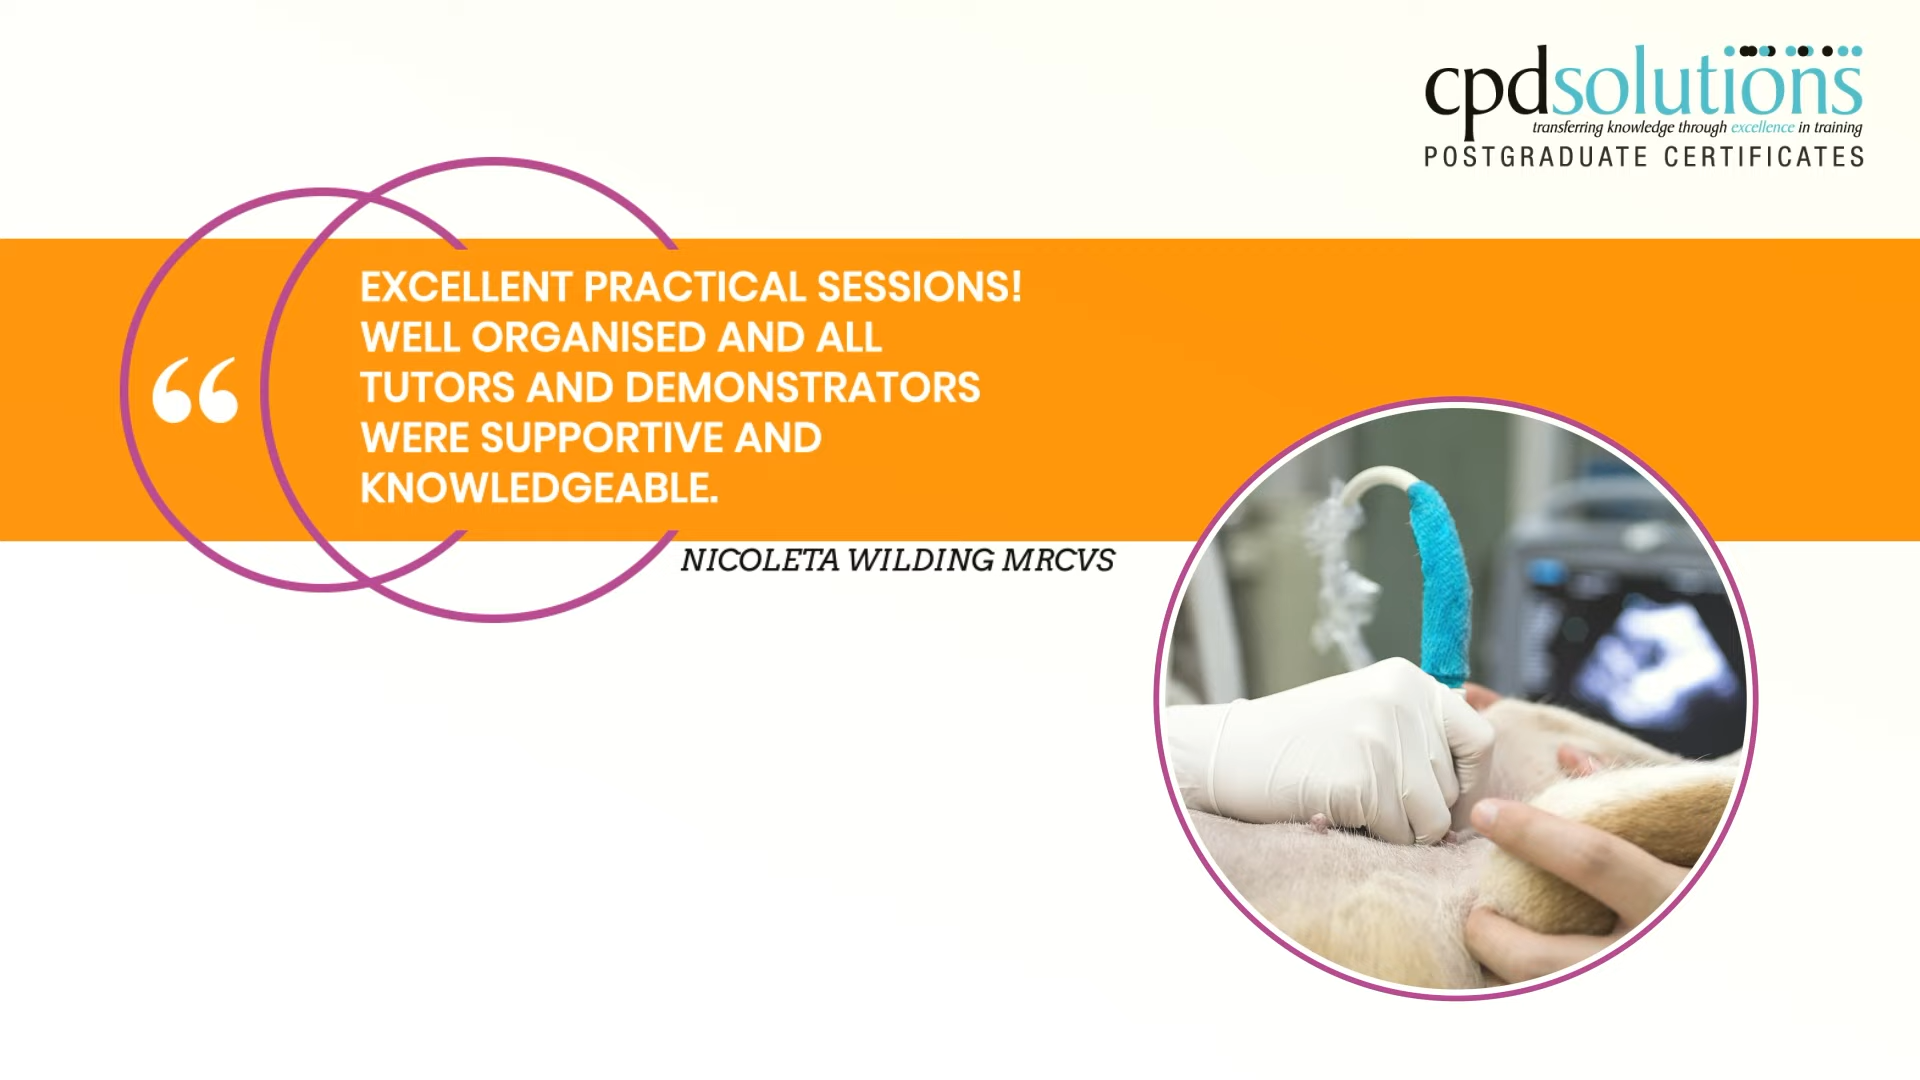 cpdsolutions
transferring knowledge through excellence in training
POSTGRADUATE CERTIFICATES
“
EXCELLENT PRACTICAL SESSIONS!
WELL ORGANISED AND ALL
TUTORS AND DEMONSTRATORS
WERE SUPPORTIVE AND
KNOWLEDGEABLE.
NICOLETA WILDING MRCVS